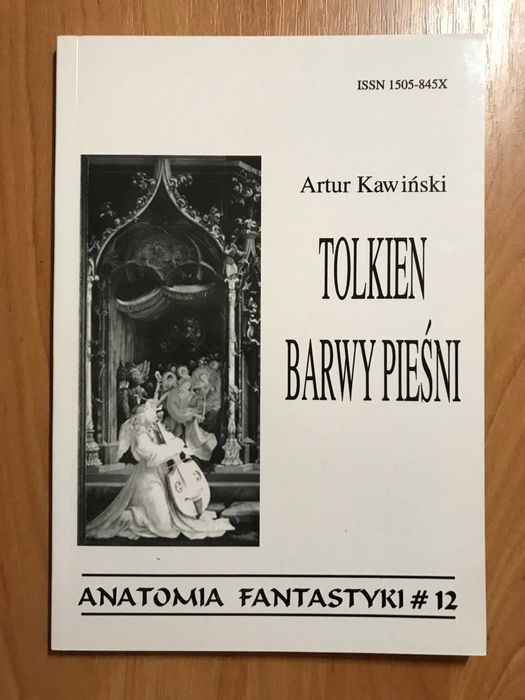 ISSN 1505-845X
Artur Kawiński
TOLKIEN
BARWY PIEŚNI
ANATOMIA FANTASTYKI # 12